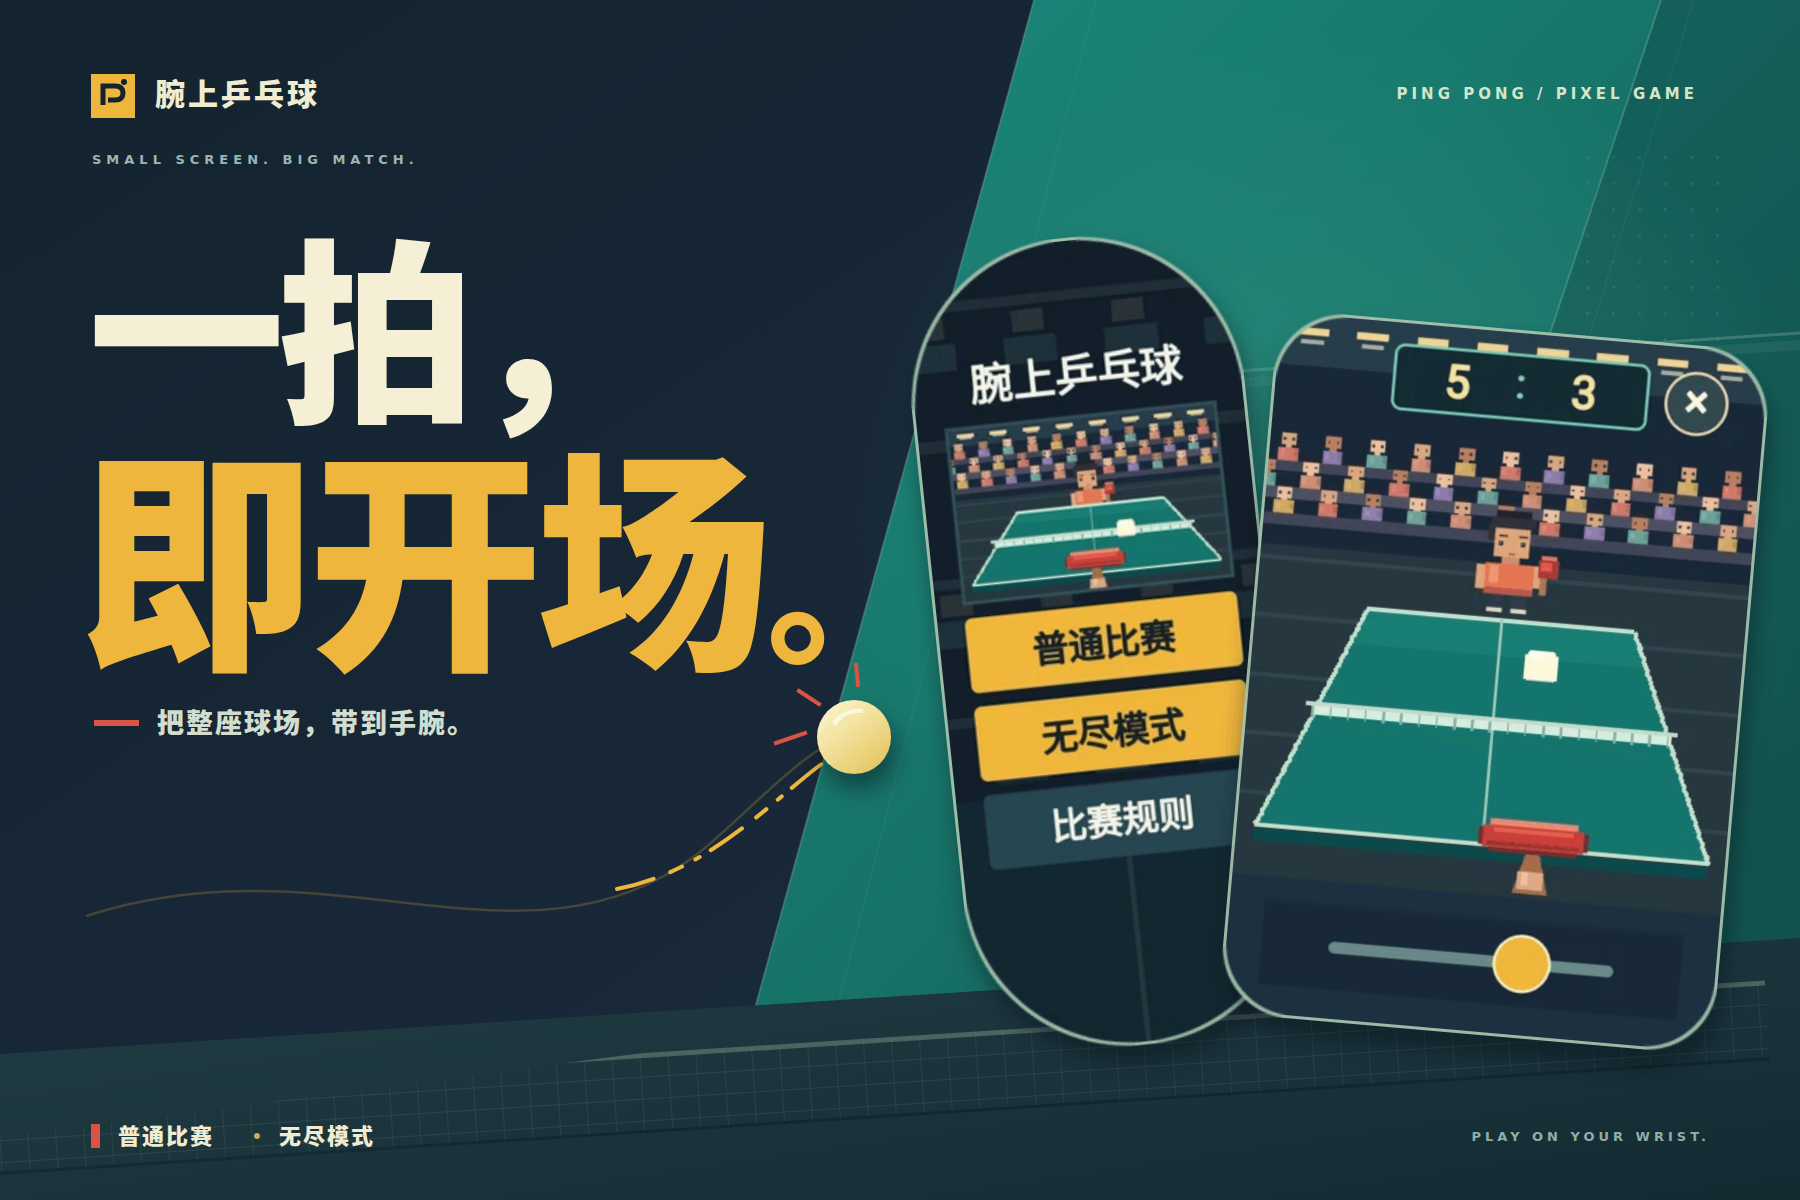 腕上乒乓球
PING PONG / PIXEL GAME
SMALL SCREEN. BIG MATCH.
一拍，
即开场。
把整座球场，带到手腕。
腕上乒乓球
普通比赛
无尽模式
比赛规则
5 : 3
×
普通比赛 · 无尽模式
PLAY ON YOUR WRIST.